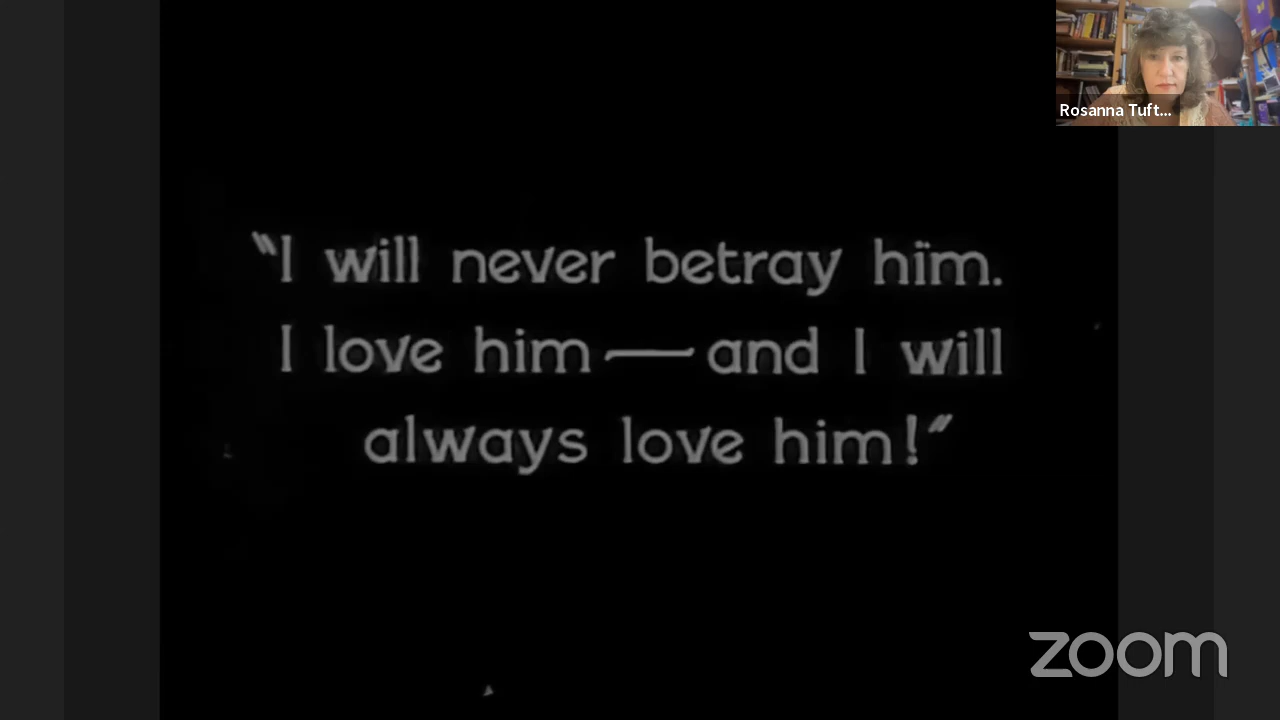 Rosanna Tuft...
"I will never betray him.
I love him — and I will
always love him!"
zoom